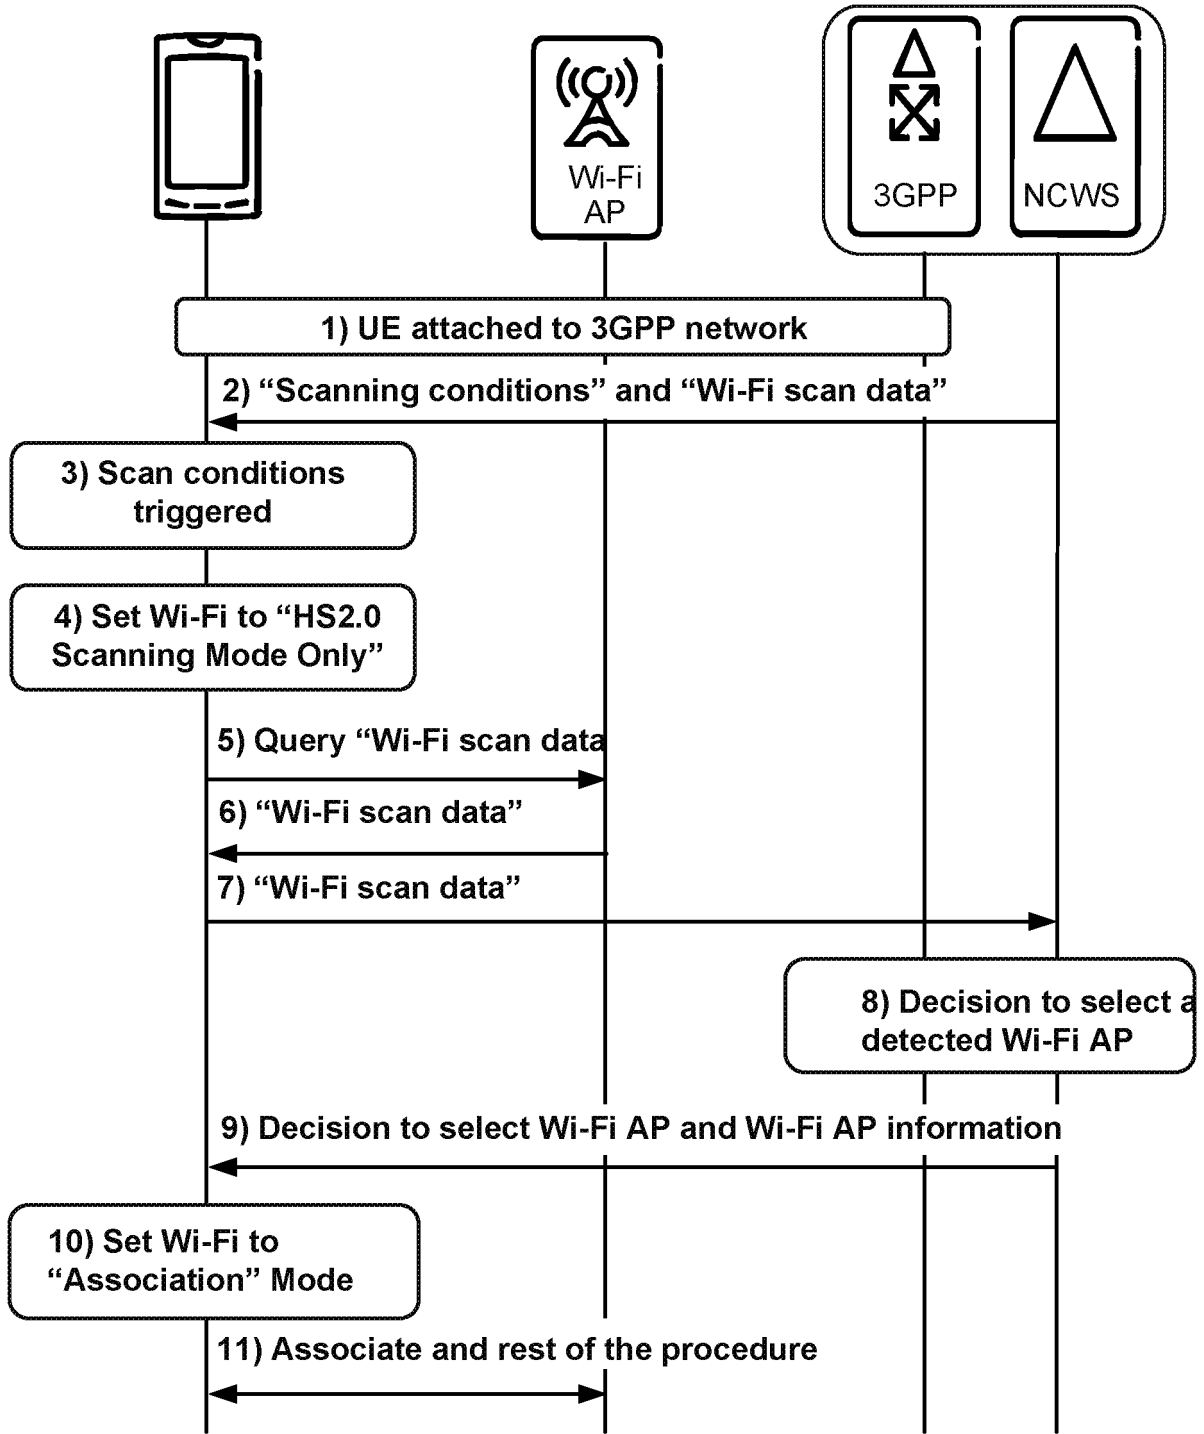 Wi-Fi
AP
3GPP
NCWS
1) UE attached to 3GPP network
2) “Scanning conditions” and “Wi-Fi scan data”
3) Scan conditions
triggered
4) Set Wi-Fi to “HS2.0
Scanning Mode Only”
5) Query “Wi-Fi scan data
6) “Wi-Fi scan data”
7) “Wi-Fi scan data”
8) Decision to select a
detected Wi-Fi AP
9) Decision to select Wi-Fi AP and Wi-Fi AP information
10) Set Wi-Fi to
“Association” Mode
11) Associate and rest of the procedure